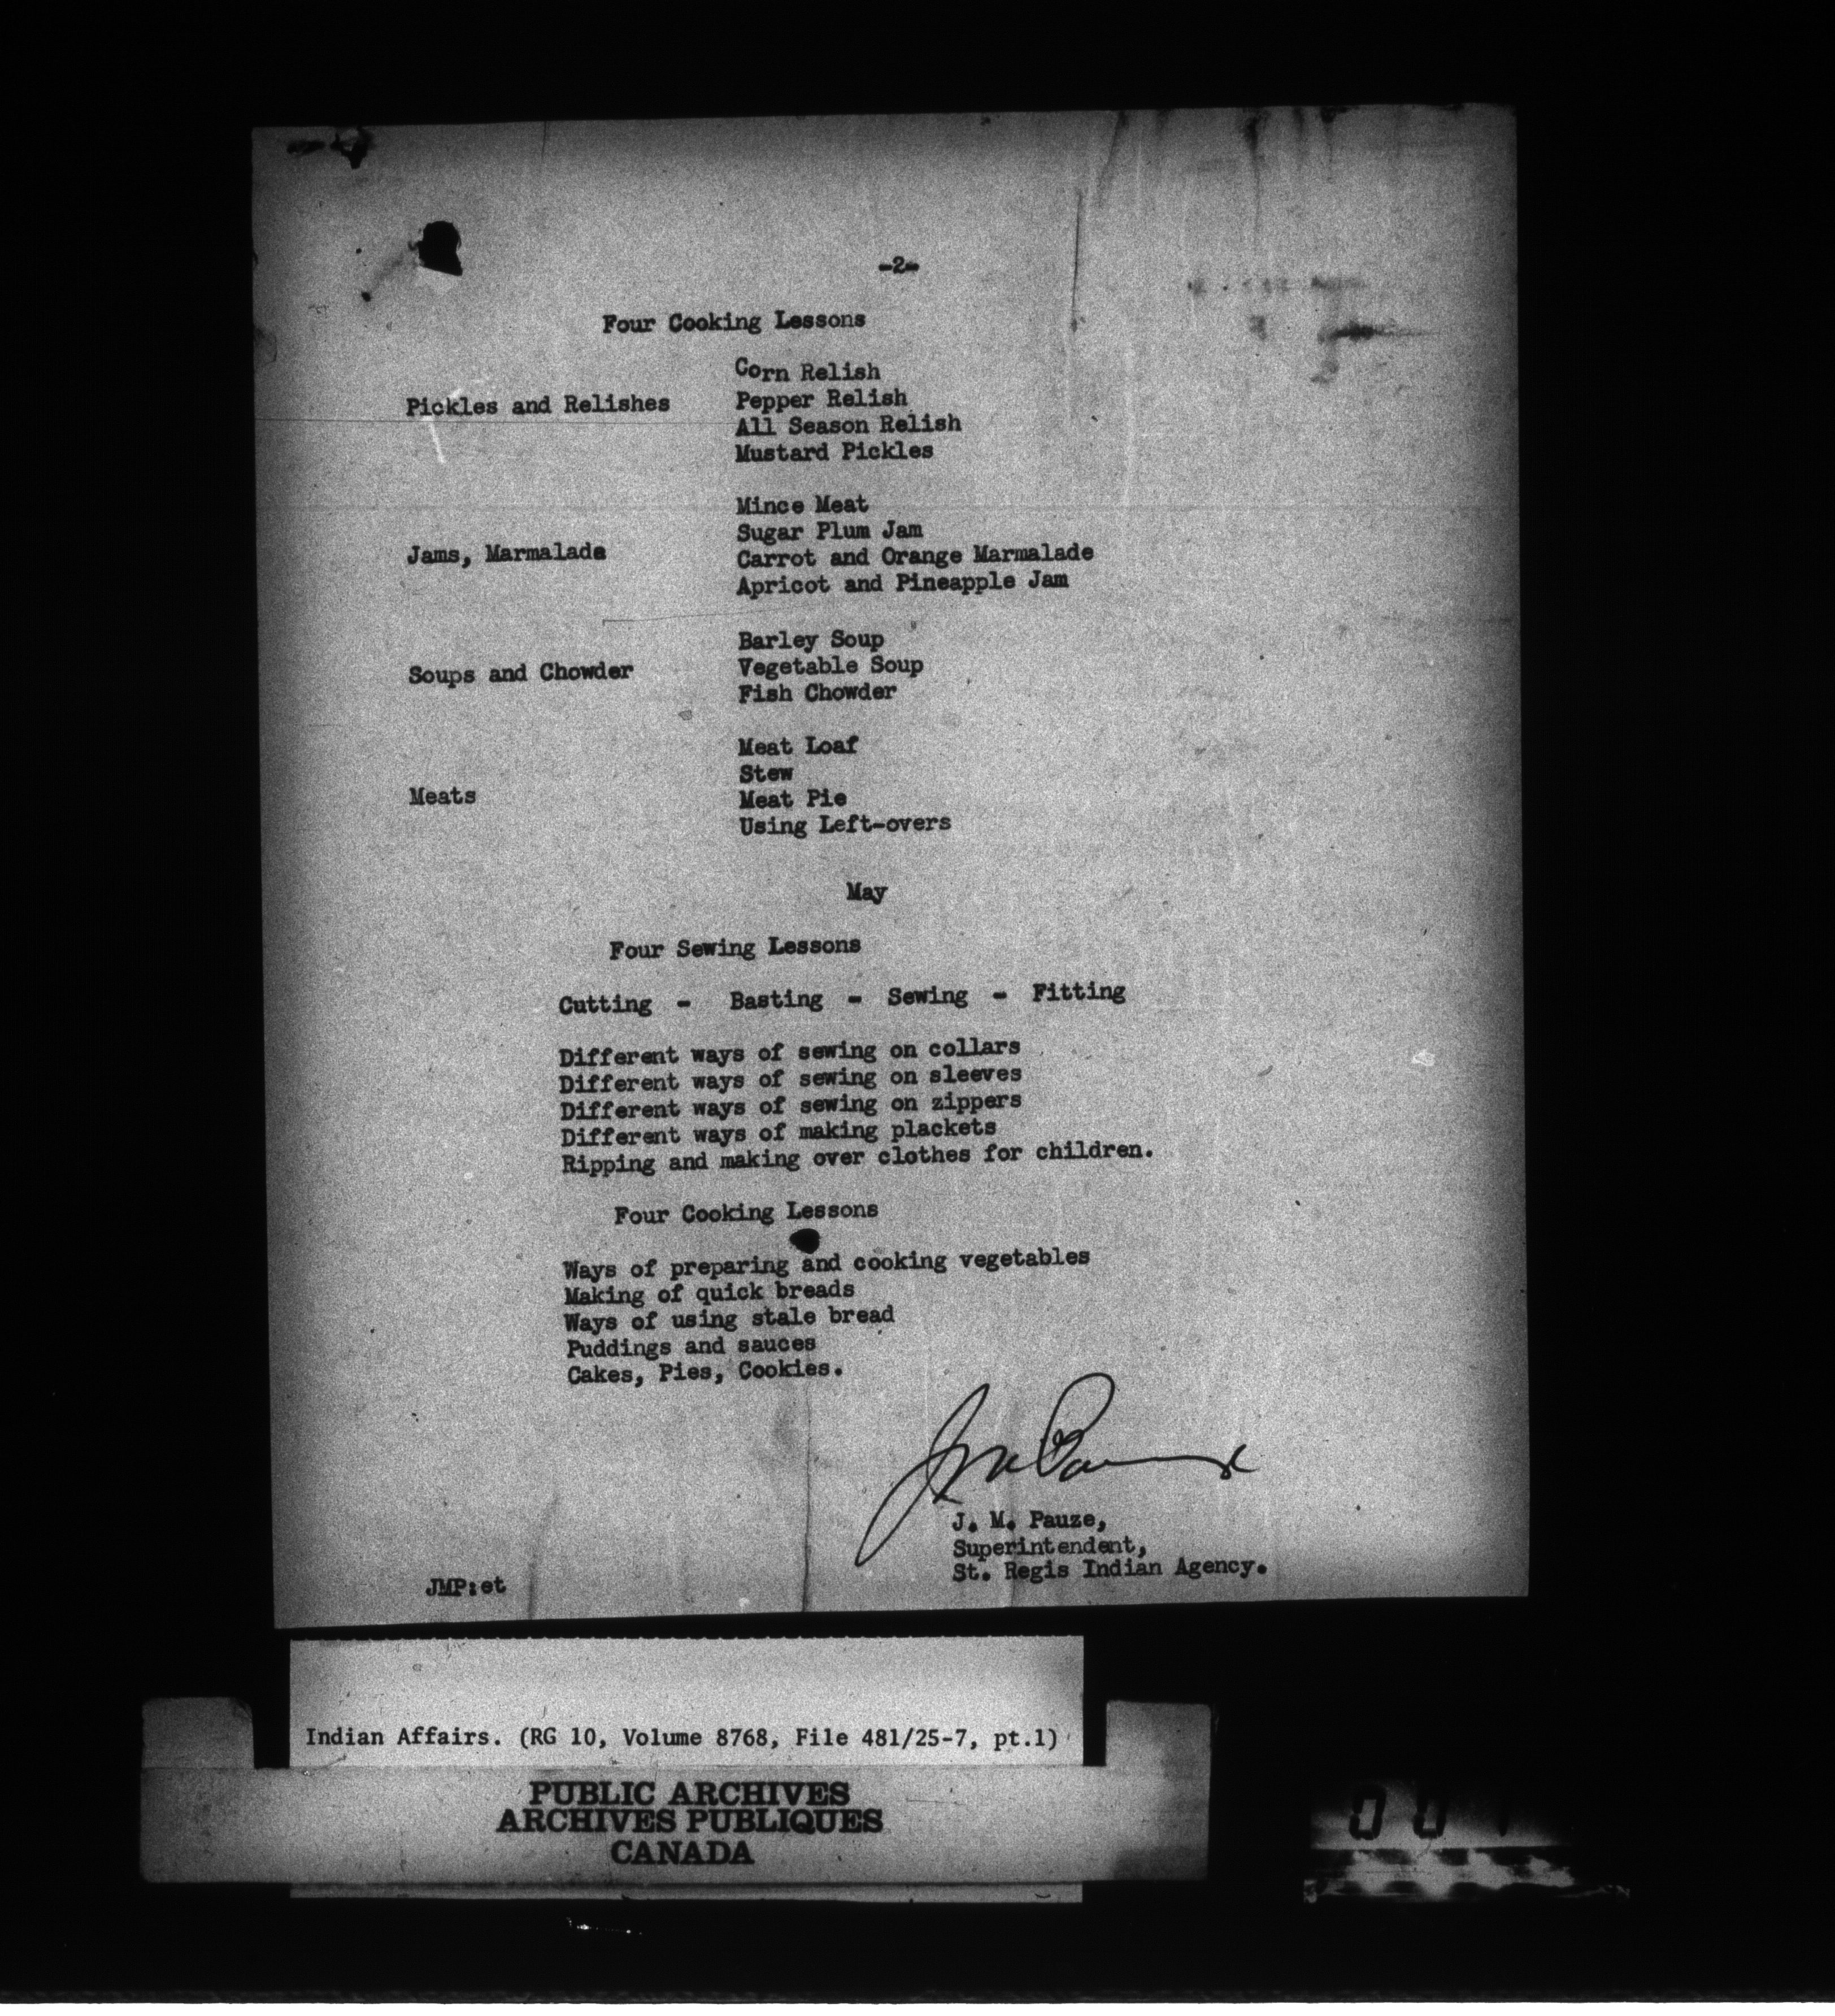 -2-
Four Cooking Lessons
Corn Relish
Pickles and Relishes
Pepper Relish
All Season Relish
Mustard Pickles
Mince Meat
Sugar Plum Jam
Jams, Marmalade
Carrot and Orange Marmalade
Apricot and Pineapple Jam
Barley Soup
Soups and Chowder
Vegetable Soup
Fish Chowder
Meat Loaf
Stew
Meats
Meat Pie
Using Left-overs
May
Four Sewing Lessons
Cutting - Basting - Sewing - Fitting
Different ways of sewing on collars
Different ways of sewing on sleeves
Different ways of sewing on zippers
Different ways of making plackets
Ripping and making over clothes for children.
Four Cooking Lessons
Ways of preparing and cooking vegetables
Making of quick breads
Ways of using stale bread
Puddings and sauces
Cakes, Pies, Cookies.
J. M. Pauze,
Superintendent,
St. Regis Indian Agency.
JMP:et
Indian Affairs. (RG 10, Volume 8768, File 481/25-7, pt.1)
PUBLIC ARCHIVES
ARCHIVES PUBLIQUES
CANADA